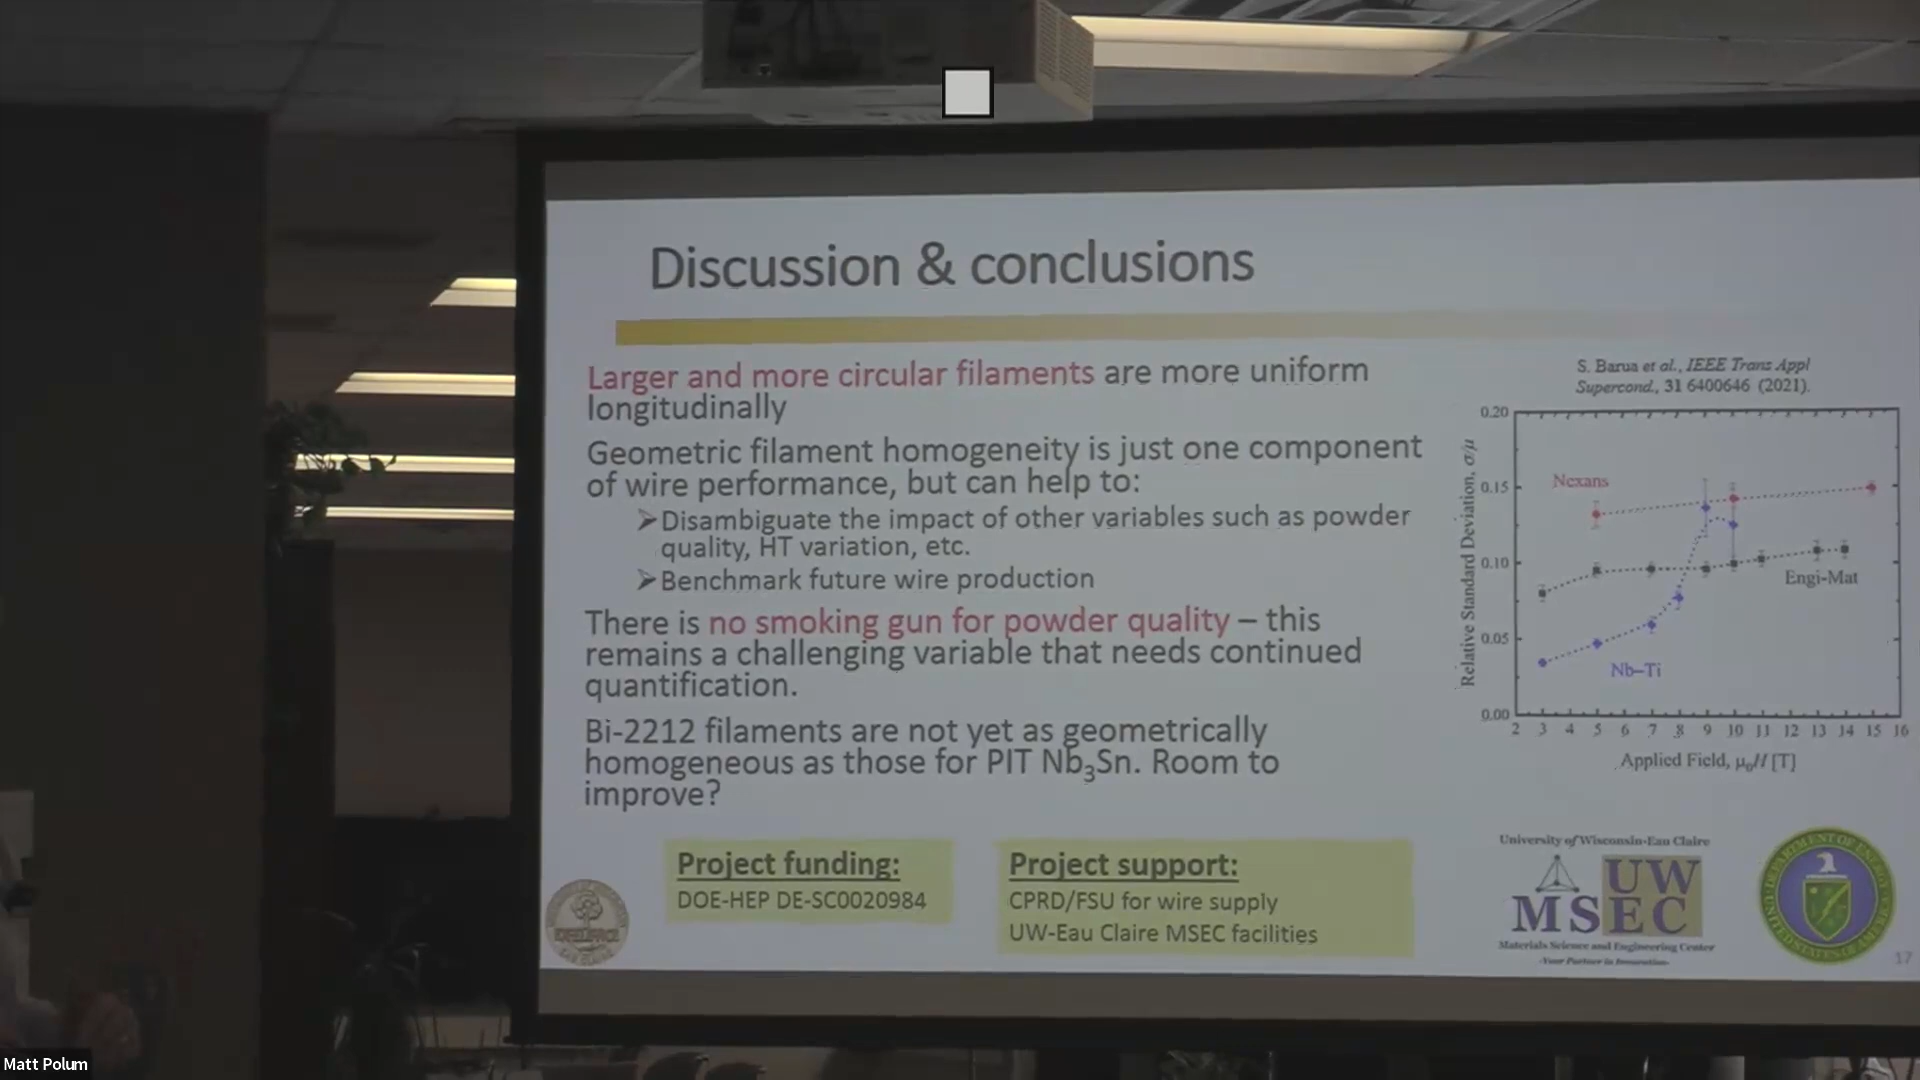 Discussion & conclusions
Larger and more circular filaments are more uniform
longitudinally
Geometric filament homogeneity is just one component
of wire performance, but can help to:
➢Disambiguate the impact of other variables such as powder
quality, HT variation, etc.
➢Benchmark future wire production
There is no smoking gun for powder quality – this
remains a challenging variable that needs continued
quantification.
Bi-2212 filaments are not yet as geometrically
homogeneous as those for PIT Nb₃Sn. Room to
improve?
S. Barua et al., IEEE Trans Appl
Supercond., 31 6400646 (2021).
Relative Standard Deviation, σ/μ
0.20
0.15
0.10
0.05
0.00
Nexans
Engi-Mat
Nb–Ti
2 3 4 5 6 7 8 9 10 11 12 13 14 15 16
Applied Field, μ₀H [T]
Project funding:
DOE-HEP DE-SC0020984
Project support:
CPRD/FSU for wire supply
UW-Eau Claire MSEC facilities
University of Wisconsin-Eau Claire
UW
MSEC
Materials Science and Engineering Center
-Your Partner in Innovation-
17
Matt Polum